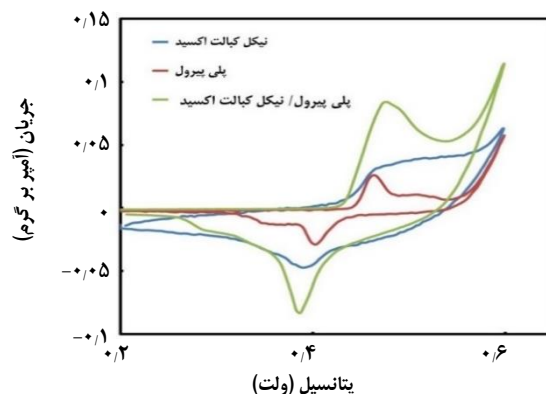 ۰/۱۵
۰/۱
۰/۰۵
۰
-۰/۰۵
-۰/۱
نیکل کبالت اکسید
پلی پیرول
پلی پیرول/ نیکل کبالت اکسید
جریان (آمپر بر گرم)
۰/۲
۰/۴
۰/۶
پتانسیل (ولت)